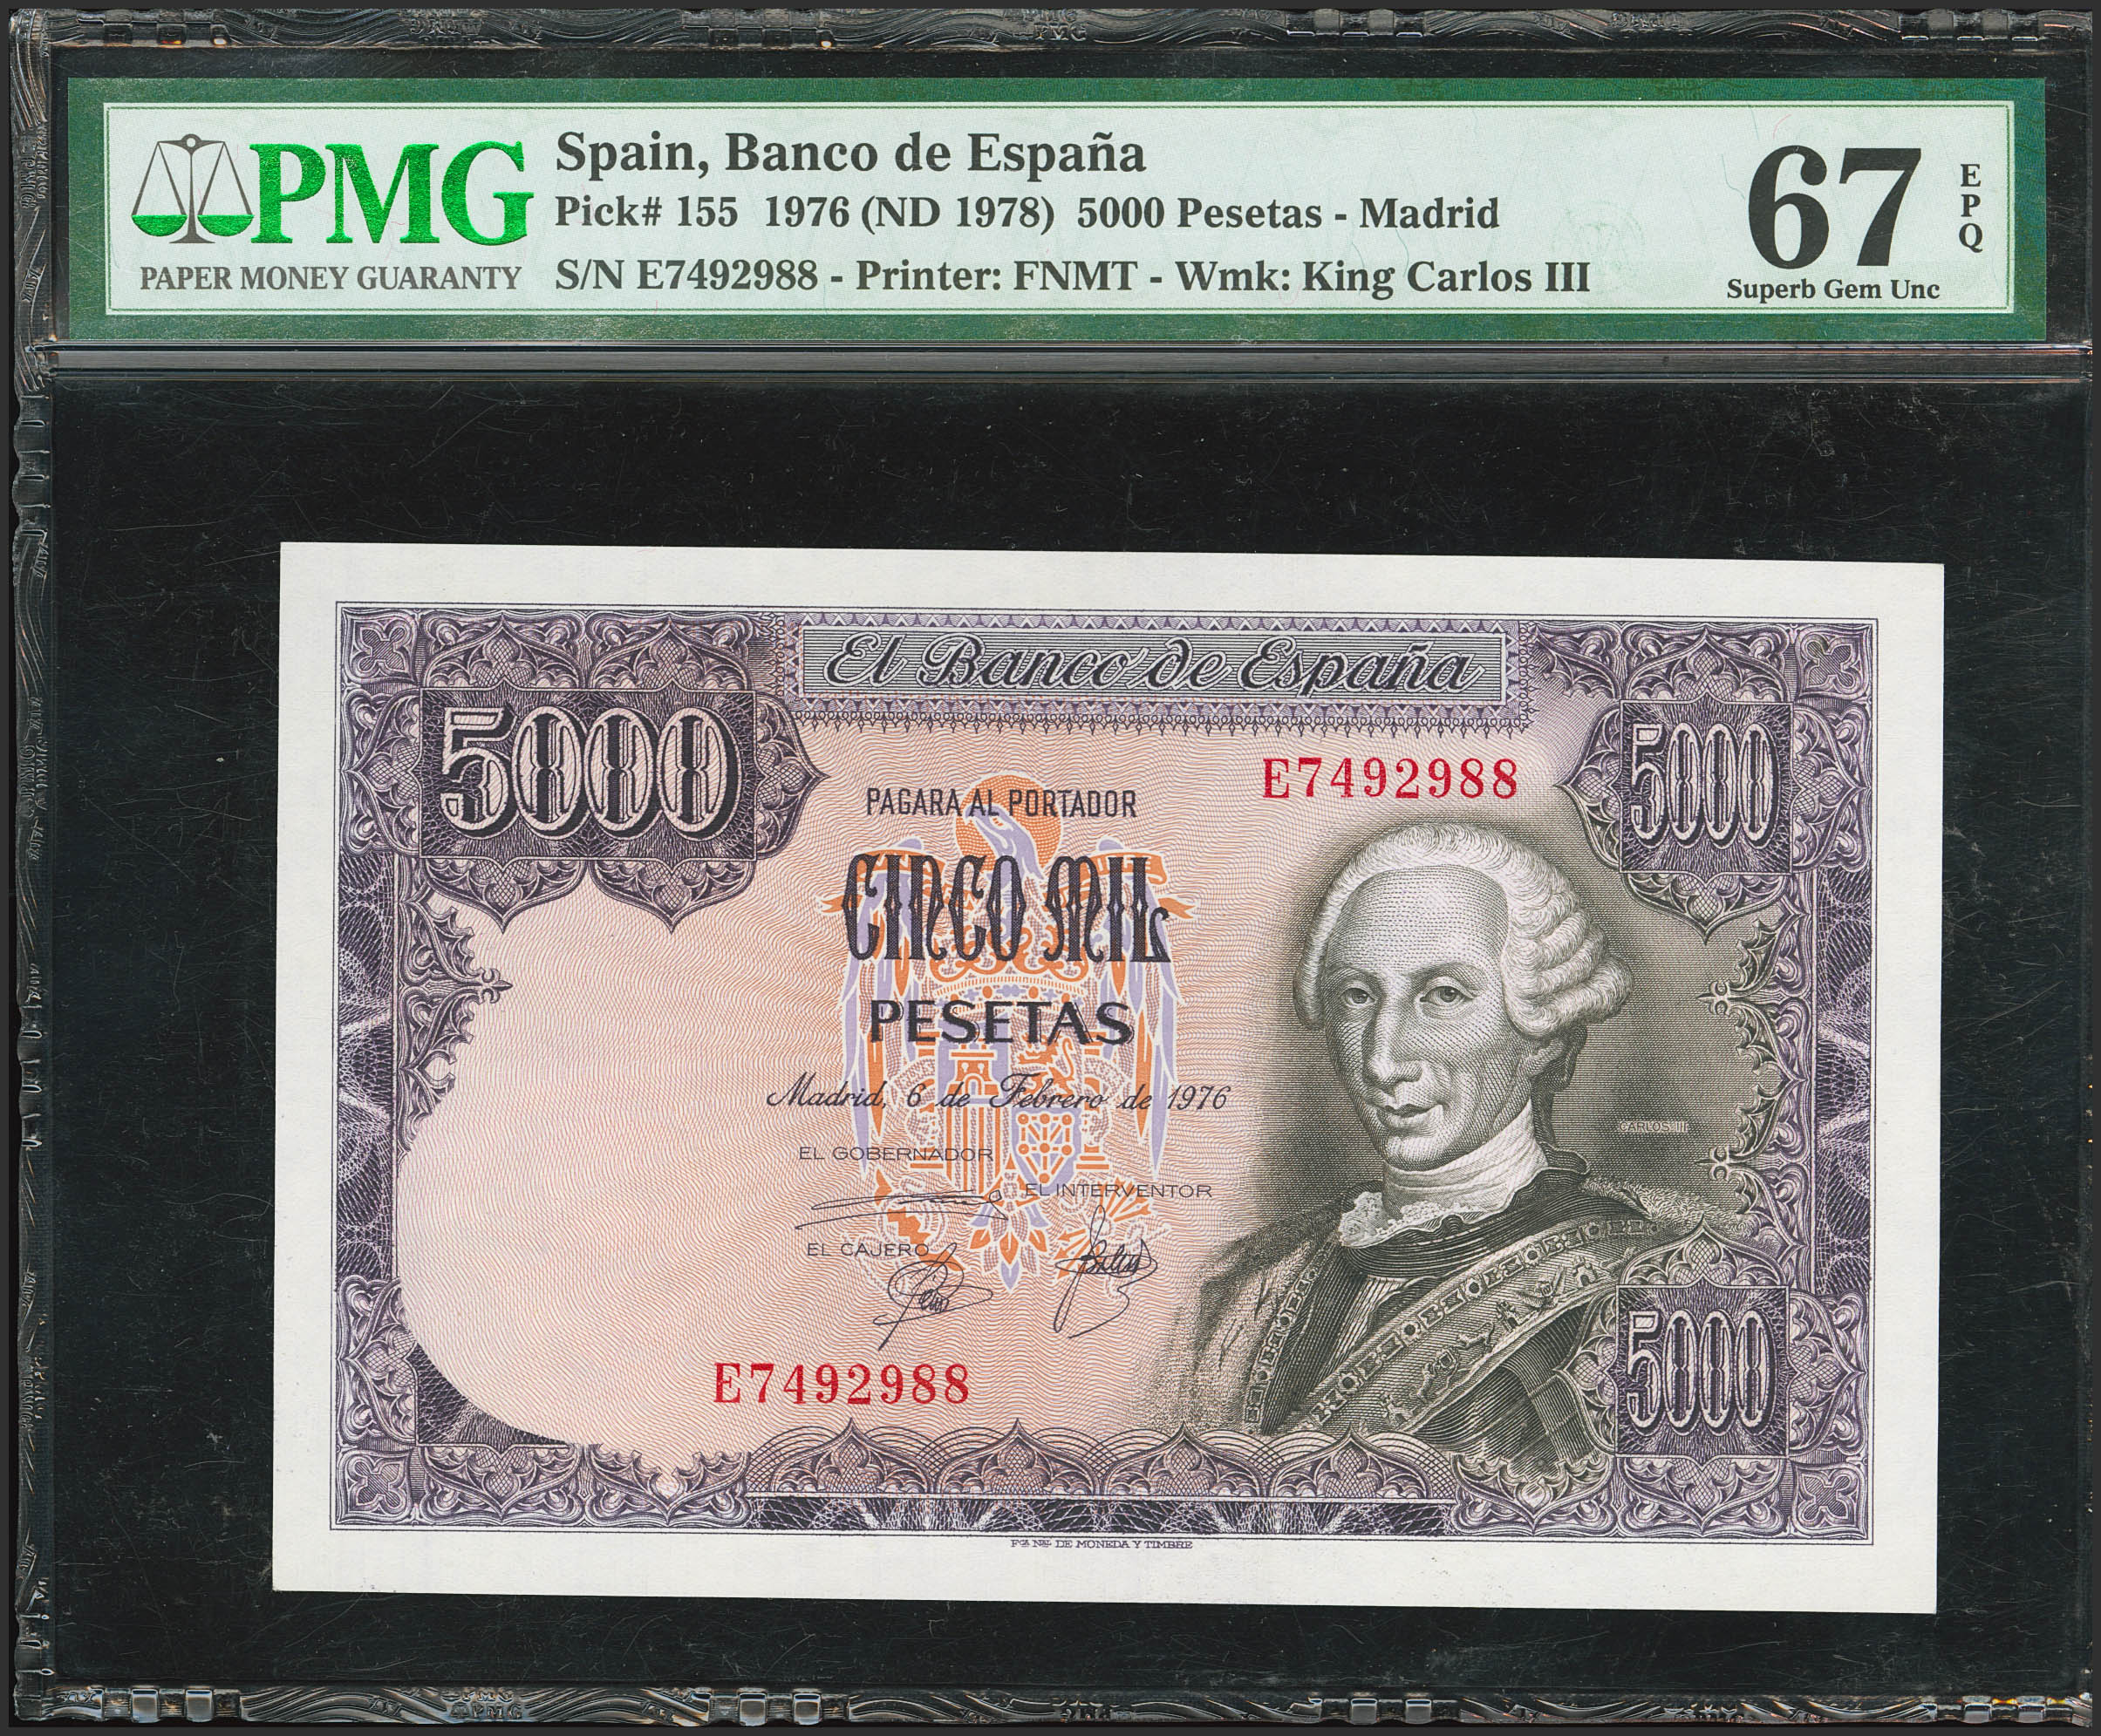 PMG
PAPER MONEY GUARANTY
Spain, Banco de España
Pick# 155 1976 (ND 1978) 5000 Pesetas - Madrid
S/N E7492988 - Printer: FNMT - Wmk: King Carlos III
67
EPQ
Superb Gem Unc
El Banco de España
5000
5000
E7492988
PAGARA AL PORTADOR
CINCO MIL
PESETAS
Madrid, 6 de Febrero de 1976
CARLOS III
EL GOBERNADOR
EL INTERVENTOR
EL CAJERO
5000
E7492988
Fca. Nal. DE MONEDA Y TIMBRE